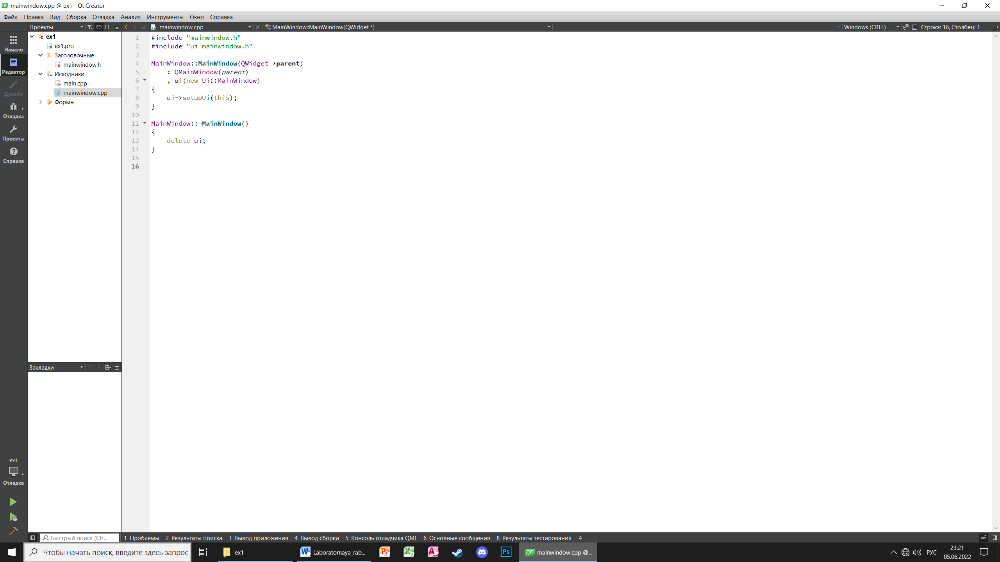 mainwindow.cpp @ ex1 - Qt Creator
Файл Правка Вид Сборка Отладка Анализ Инструменты Окно Справка
Проекты mainwindow.cpp MainWindow::MainWindow(QWidget *) Windows (CRLF) Строка: 16, Столбец: 1
Начало
Редактор
Дизайн
Отладка
Проекты
Справка
ex1
ex1.pro
Заголовочные
mainwindow.h
Исходники
main.cpp
mainwindow.cpp
Формы
1 #include "mainwindow.h"
2 #include "ui_mainwindow.h"
3
4 MainWindow::MainWindow(QWidget *parent)
5 : QMainWindow(parent)
6 , ui(new Ui::MainWindow)
7 {
8 ui->setupUi(this);
9 }
10
11 MainWindow::~MainWindow()
12 {
13 delete ui;
14 }
15
16
Закладки
ex1
Отладка
Быстрый поиск (Ctr... 1 Проблемы 2 Результаты поиска 3 Вывод приложения 4 Вывод сборки 5 Консоль отладчика QML 6 Основные сообщения 8 Результаты тестирования
Чтобы начать поиск, введите здесь запрос ex1 Laboratornaya_rab... Ps QC mainwindow.cpp @... РУС 23:21
05.06.2022